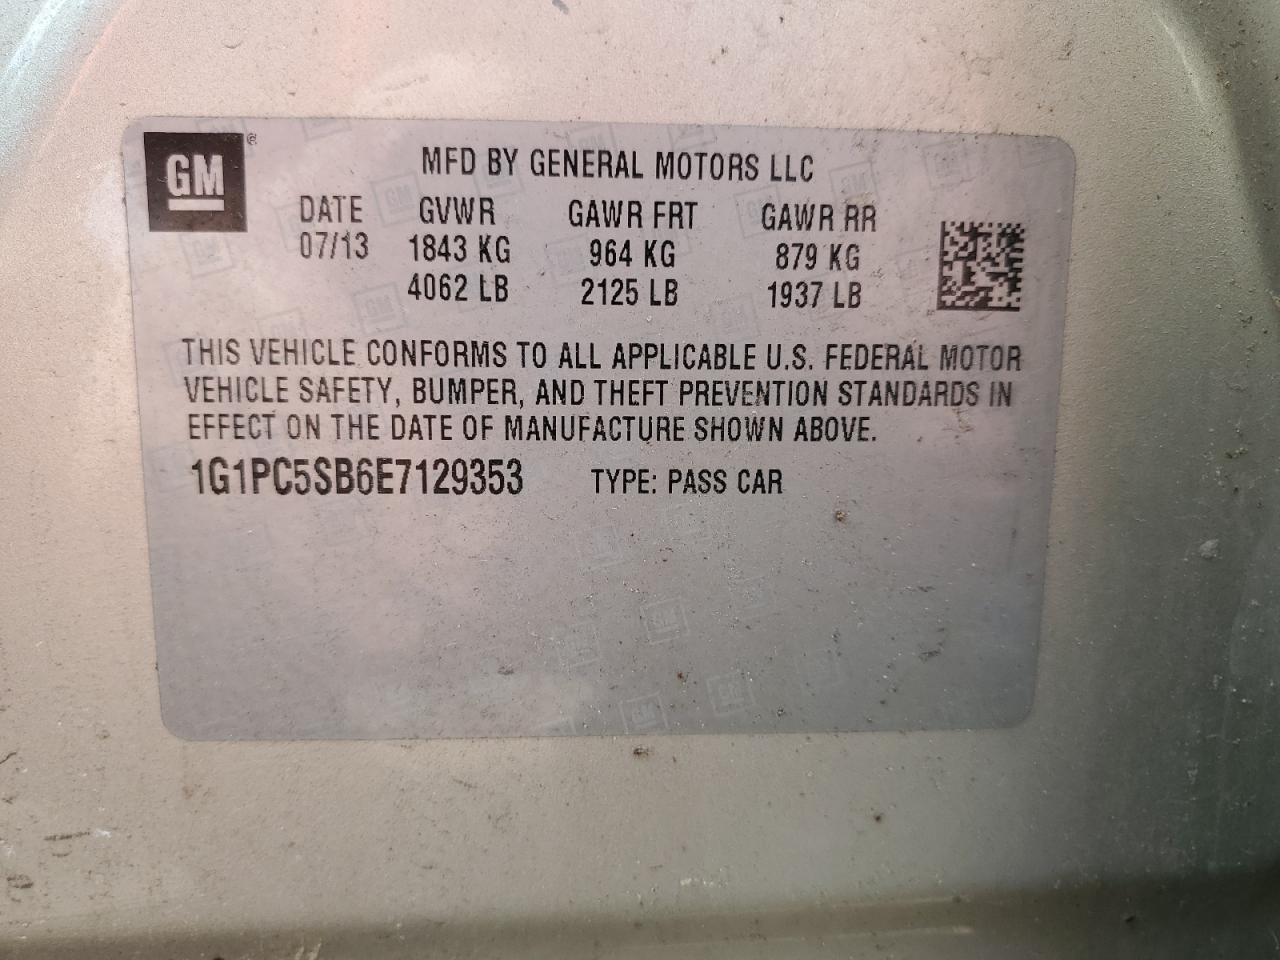 GM ®
MFD BY GENERAL MOTORS LLC
DATE GVWR GAWR FRT GAWR RR
07/13 1843 KG 964 KG 879 KG
4062 LB 2125 LB 1937 LB
THIS VEHICLE CONFORMS TO ALL APPLICABLE U.S. FEDERAL MOTOR
VEHICLE SAFETY, BUMPER, AND THEFT PREVENTION STANDARDS IN
EFFECT ON THE DATE OF MANUFACTURE SHOWN ABOVE.
1G1PC5SB6E7129353 TYPE: PASS CAR